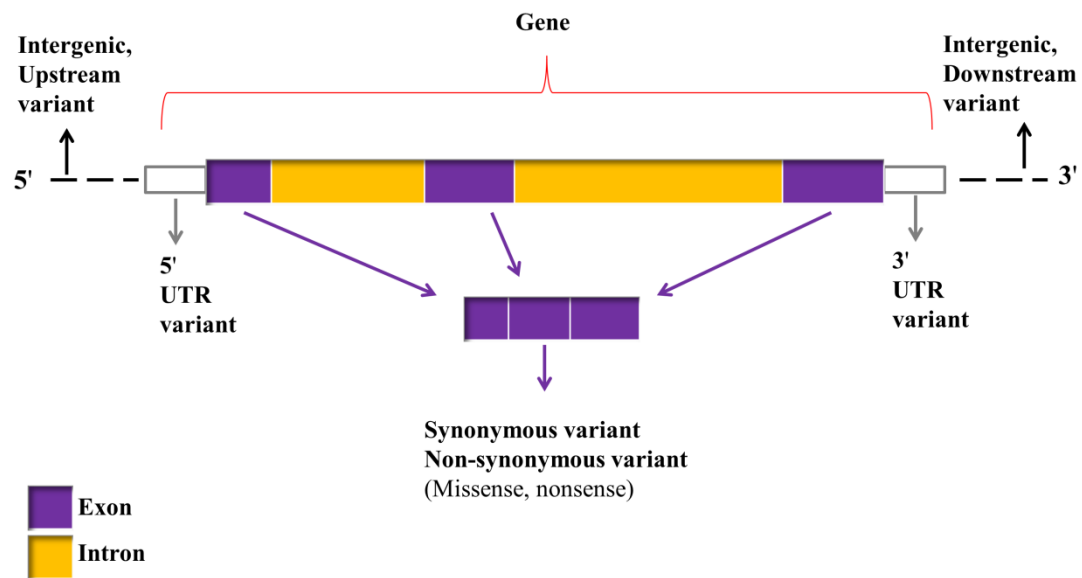 Gene
Intergenic,
Upstream
variant
Intergenic,
Downstream
variant
5'
3'
5'
UTR
variant
3'
UTR
variant
Synonymous variant
Non-synonymous variant
(Missense, nonsense)
Exon
Intron